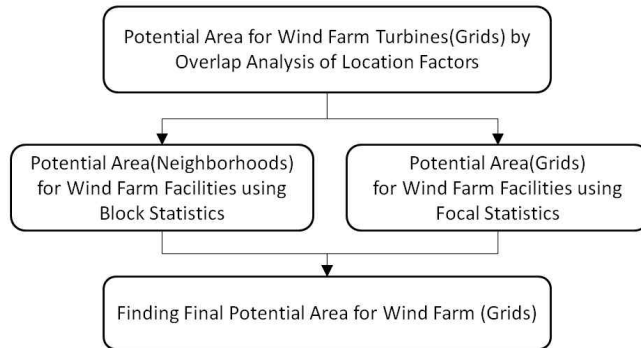 Potential Area for Wind Farm Turbines(Grids) by
Overlap Analysis of Location Factors
Potential Area(Neighborhoods)
for Wind Farm Facilities using
Block Statistics
Potential Area(Grids)
for Wind Farm Facilities using
Focal Statistics
Finding Final Potential Area for Wind Farm (Grids)